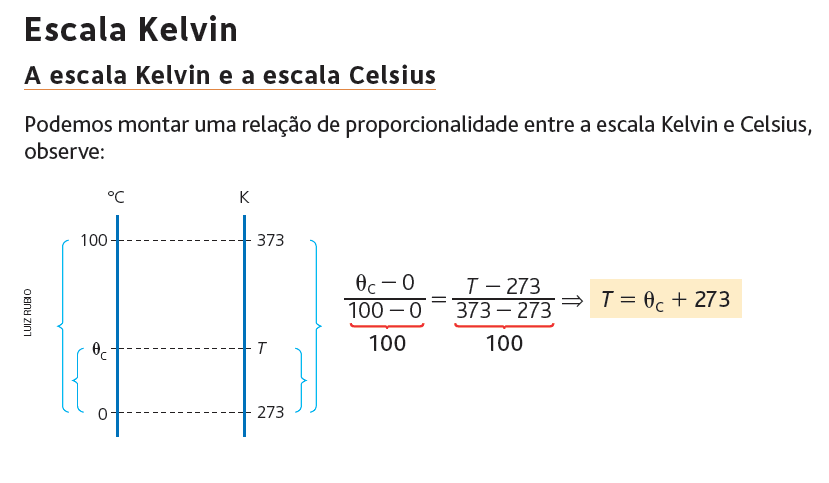 Escala Kelvin
A escala Kelvin e a escala Celsius
Podemos montar uma relação de proporcionalidade entre a escala Kelvin e Celsius,
observe:
°C K
100 373
θC T
0 273
LUIZ RUBIO
θC − 0 / 100 − 0 = T − 273 / 373 − 273 ⇒ T = θC + 273
100 100